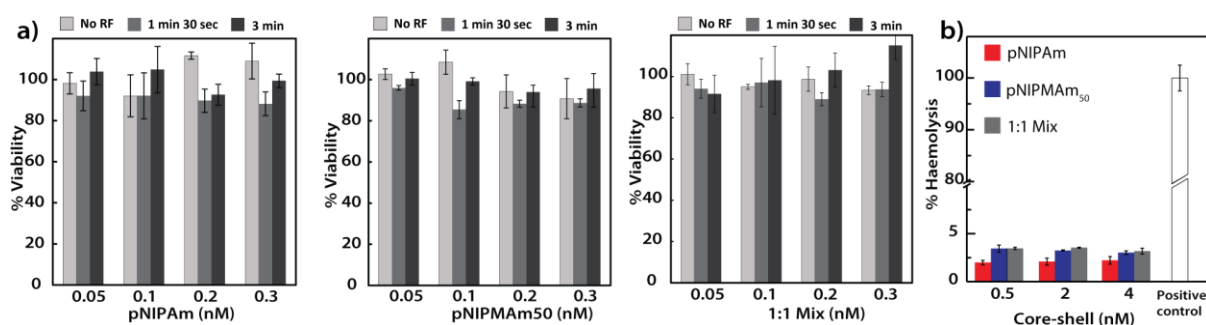 a)
No RF 1 min 30 sec 3 min
% Viability
100
80
60
40
20
0
0.05 0.1 0.2 0.3
pNIPAm (nM)
No RF 1 min 30 sec 3 min
% Viability
120
100
80
60
40
20
0
0.05 0.1 0.2 0.3
pNIPMAm50 (nM)
No RF 1 min 30 sec 3 min
% Viability
120
100
80
60
40
20
0
0.05 0.1 0.2 0.3
1:1 Mix (nM)
b)
pNIPAm
pNIPMAm50
1:1 Mix
% Haemolysis
100
90
80
5
0
0.5 2 4 Positive
control
Core-shell (nM)